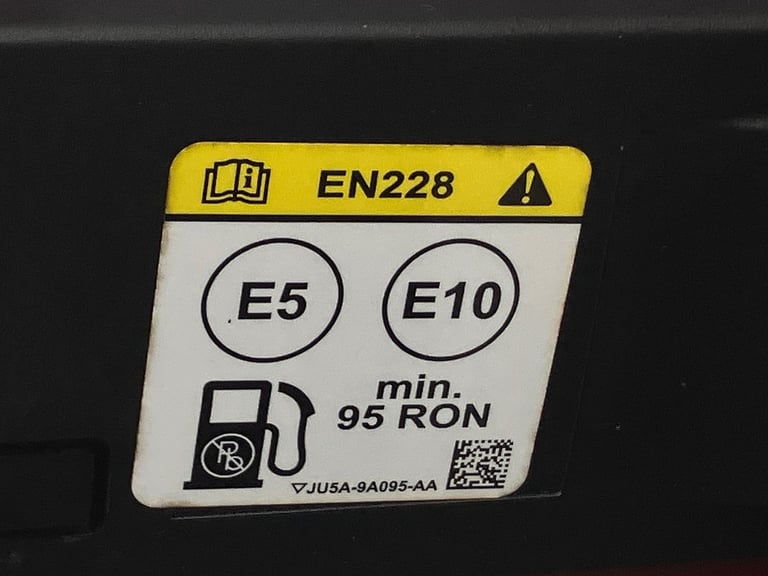 EN228
E5 E10
min.
95 RON
Pb
JU5A-9A095-AA